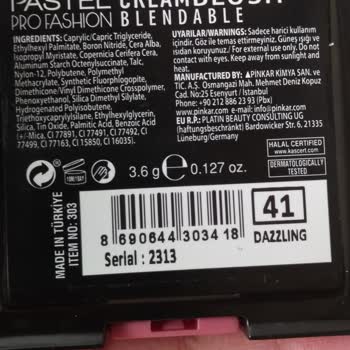 PASTEL CREAMBLUSH
PRO FASHION BLENDABLE
INGREDIENTS: Caprylic/Capric Triglyceride,
Ethylhexyl Palmitate, Boron Nitride, Cera Alba,
Isopropyl Isostearate, Copernicia Cerifera Cera,
Aluminum Starch Octenylsuccinate, Talc,
Nylon-12, Polybutene, Polymethyl
Methacrylate, Synthetic Fluorphlogopite,
Dimethicone/Vinyl Dimethicone Crosspolymer,
Phenoxyethanol, Silica Dimethyl Silylate,
Hydrogenated Polyisobutene,
Triethoxycaprylylsilane, Ethylhexylglycerin,
Silica, Tin Oxide, Palmitic Acid, Benzoic Acid
(+/-Mica, CI 77891, CI 77491, CI 77492, CI
77499, CI 77163, CI 15850, CI 16035).
UYARILAR/WARNINGS: Sadece harici kullanım
içindir. Göz ile temas ettirmeyiniz. Güneş ışığı ve
ısıdan koruyunuz./ For external use only. Do not
contact with eyes. Keep away from sunlight and
heat.
MANUFACTURED BY: PINKAR KİMYA SAN. ve
TİC. A.Ş. Osmangazi Mah. Mehmet Deniz Kopuz
Cad. No:25 Esenyurt / İstanbul
Phone: +90 212 886 23 93 (Pbx)
www.pinkar.com info@pinkar.com
EU R.P.: PLATIN BEAUTY CONSULTING UG
(haftungsbeschränkt) Bardowicker Str. 6, 21335
Lüneburg/Germany
HALAL CERTIFIED
www.kascert.com
DERMATOLOGICALLY
TESTED
3.6 g e 0.127 oz.
MADE IN TÜRKİYE
ITEM NO: 303
8 690644 303418
Serial : 2313
41
DAZZLING